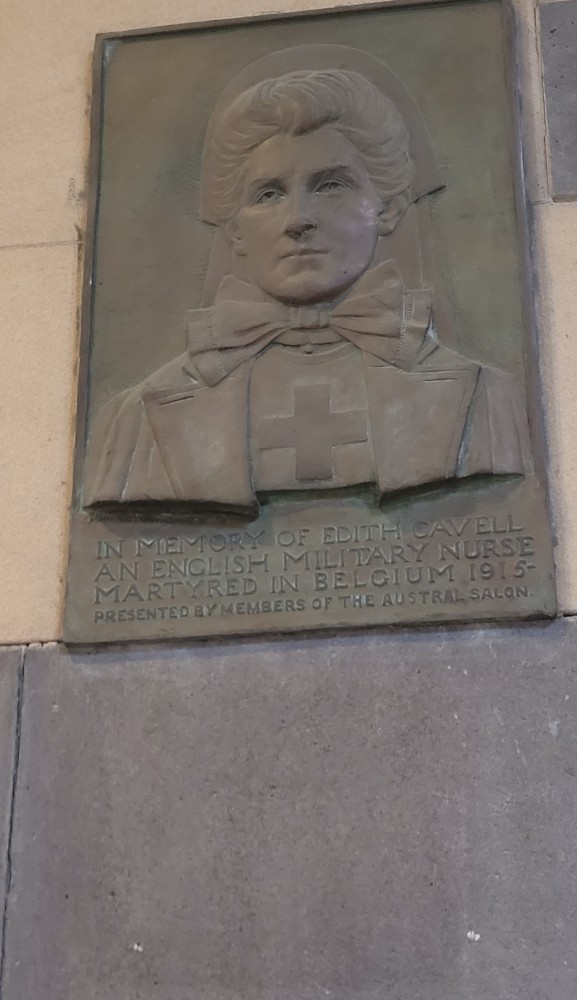 IN MEMORY OF EDITH CAVELL
AN ENGLISH MILITARY NURSE
MARTYRED IN BELGIUM 1915-
PRESENTED BY MEMBERS OF THE AUSTRAL SALON.